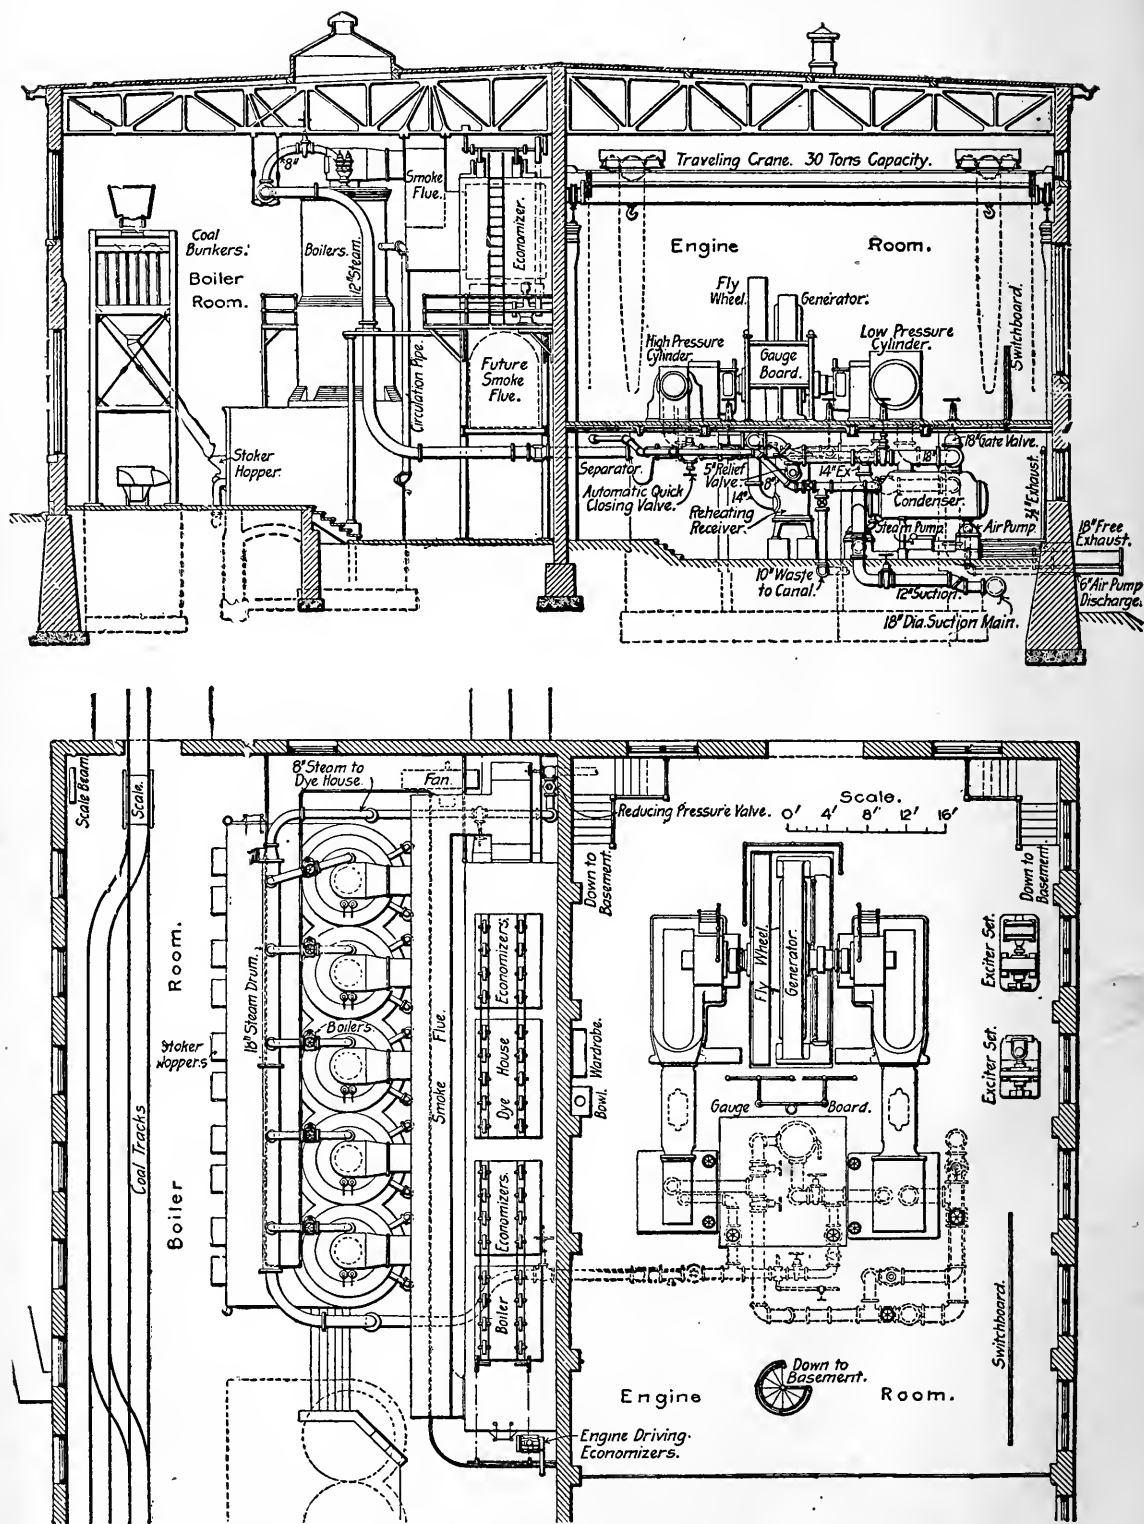 8"
Smoke
Flue.
Economizer.
Traveling Crane. 30 Tons Capacity.
Coal
Bunkers.
Boilers.
12" Steam.
Boiler
Room.
Engine Room.
Fly
Wheel.
Generator.
Switchboard.
High Pressure
Cylinder.
Gauge
Board.
Low Pressure
Cylinder.
Circulation Pipe.
Future
Smoke
Flue.
Stoker
Hopper.
Separator.
Automatic Quick
Closing Valve.
5" Relief
Valve.
14"
8"
14" Ex.
18"
18" Gate Valve.
Reheating
Receiver.
Condenser.
Steam Pump
Air Pump.
Exhaust.
18" Free
Exhaust.
10" Waste
to Canal.
12" Suction.
6" Air Pump
Discharge.
18" Dia. Suction Main.
Scale Beam
Scale.
8" Steam to
Dye House.
Fan.
Reducing Pressure Valve.
Scale.
0' 4' 8' 12' 16'
Down to
Basement.
Down to
Basement.
Room.
18" Steam Drum.
Economizers.
Fly Wheel.
Generator.
Exciter Set.
Stoker
Hoppers
Boilers.
Flue.
House
Wardrobe.
Exciter Set.
Coal Tracks
Smoke
Dye
Bowl.
Gauge Board.
Boiler
Economizers.
Boiler
Switchboard.
Down to
Basement.
Engine Room.
Engine Driving
Economizers.